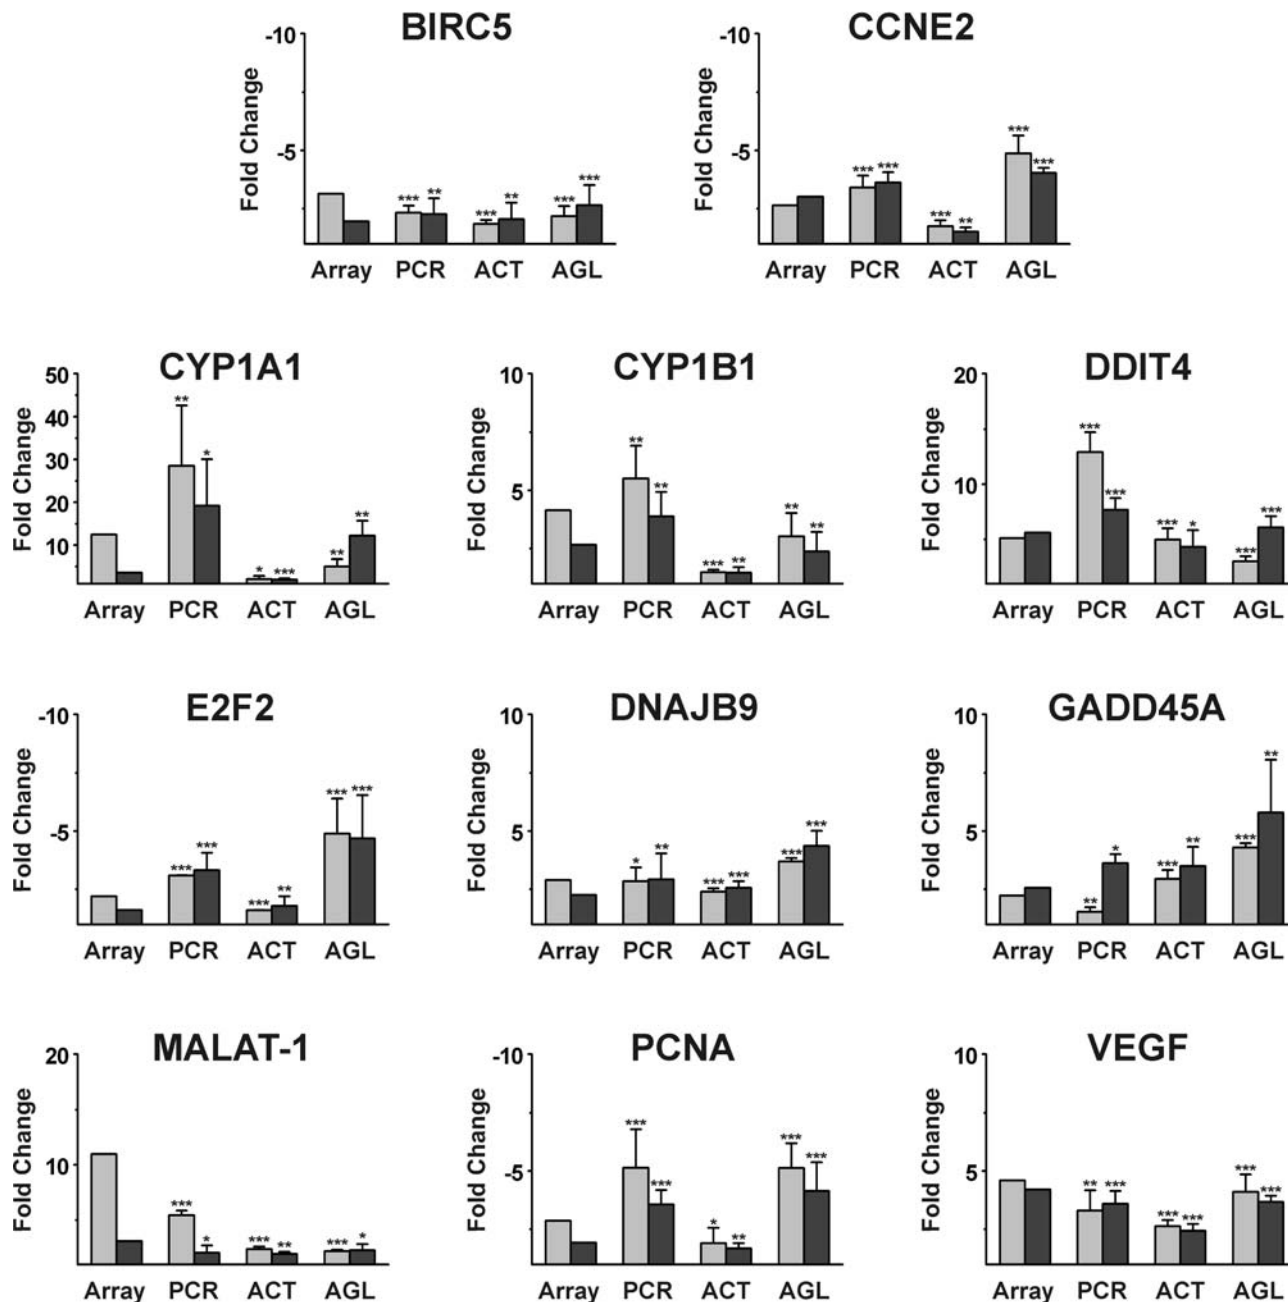 BIRC5 CCNE2
-10 -10
Fold Change Fold Change
-5 -5
*** ** *** ** *** *** *** *** *** ** *** ***
Array PCR ACT AGL Array PCR ACT AGL
CYP1A1 CYP1B1 DDIT4
50 10 20
40
Fold Change Fold Change Fold Change
30
20 5 10
10
** * * *** ** ** ** ** *** ** ** ** *** *** *** * *** ***
Array PCR ACT AGL Array PCR ACT AGL Array PCR ACT AGL
E2F2 DNAJB9 GADD45A
-10 10 10
Fold Change Fold Change Fold Change
-5 5 5
*** *** *** ** *** *** * ** *** *** *** *** ** * *** ** *** **
Array PCR ACT AGL Array PCR ACT AGL Array PCR ACT AGL
MALAT-1 PCNA VEGF
20 -10 10
Fold Change Fold Change Fold Change
10 -5 5
*** * *** ** *** * *** *** * ** *** *** ** *** *** *** *** ***
Array PCR ACT AGL Array PCR ACT AGL Array PCR ACT AGL